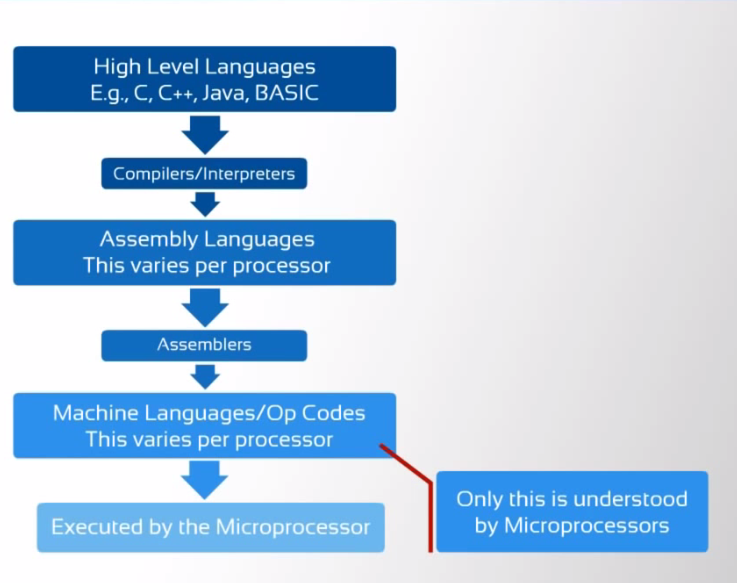 High Level Languages
E.g., C, C++, Java, BASIC
Compilers/Interpreters
Assembly Languages
This varies per processor
Assemblers
Machine Languages/Op Codes
This varies per processor
Executed by the Microprocessor
Only this is understood
by Microprocessors